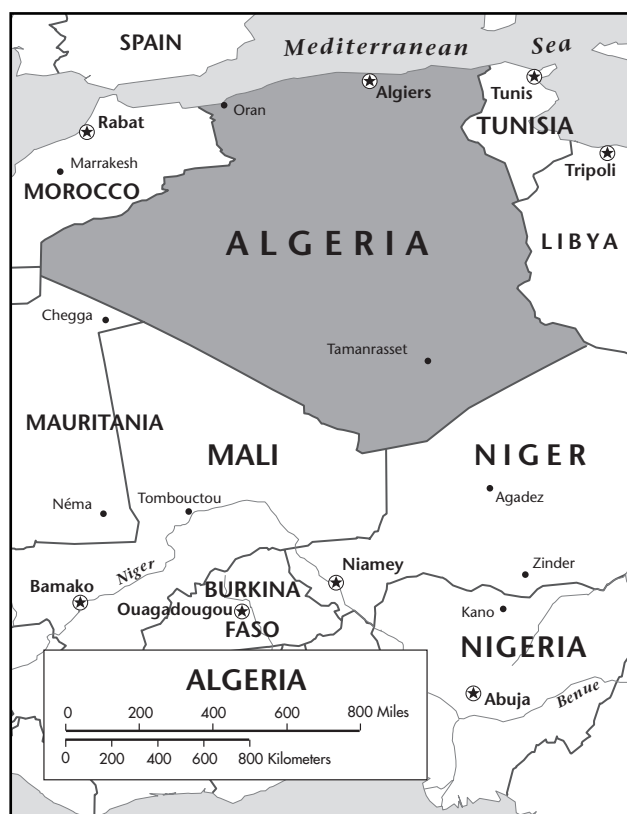 SPAIN
Mediterranean Sea
Algiers
Tunis
Oran
Rabat
TUNISIA
Marrakesh
Tripoli
MOROCCO
ALGERIA
LIBYA
Chegga
Tamanrasset
MAURITANIA
MALI
NIGER
Agadez
Néma
Tombouctou
Niger
Niamey
Zinder
Bamako
BURKINA
FASO
Ouagadougou
Kano
NIGERIA
Abuja
Benue
ALGERIA
0 200 400 600 800 Miles
0 200 400 600 800 Kilometers